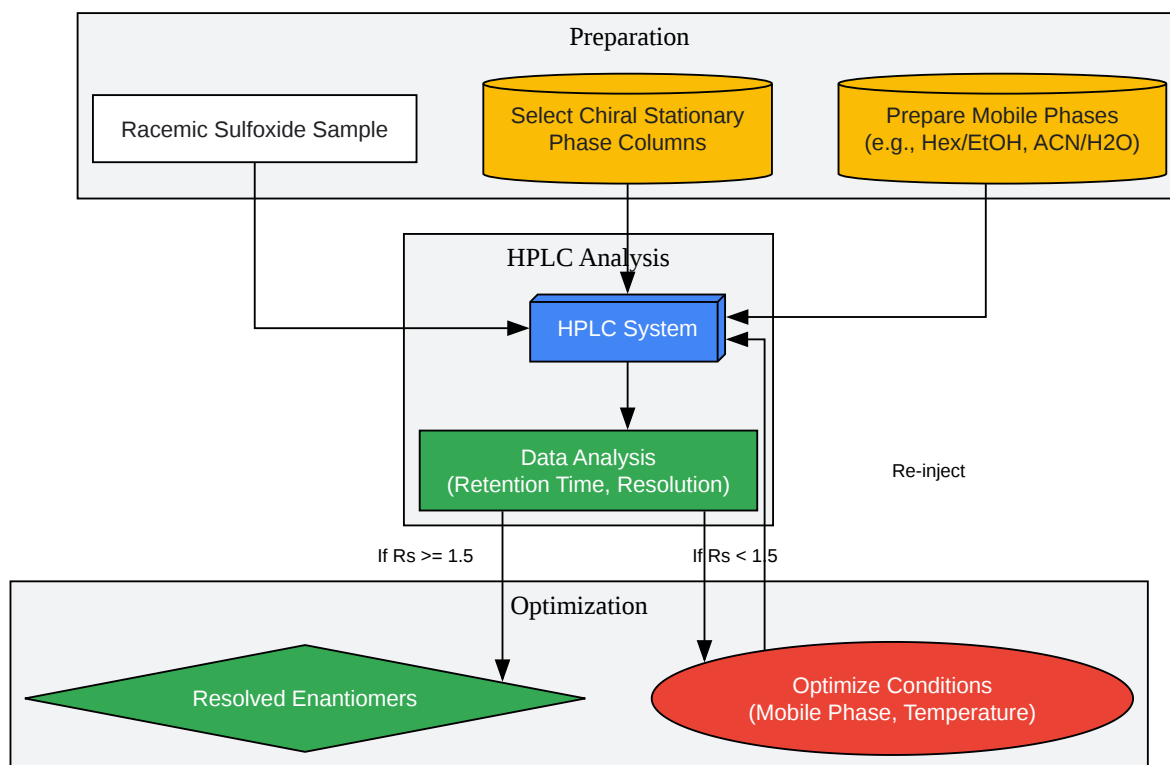 Preparation
Racemic Sulfoxide Sample
Select Chiral Stationary
Phase Columns
Prepare Mobile Phases
(e.g., Hex/EtOH, ACN/H2O)
HPLC Analysis
HPLC System
Data Analysis
(Retention Time, Resolution)
Re-inject
If Rs >= 1.5
If Rs < 1.5
Optimization
Resolved Enantiomers
Optimize Conditions
(Mobile Phase, Temperature)